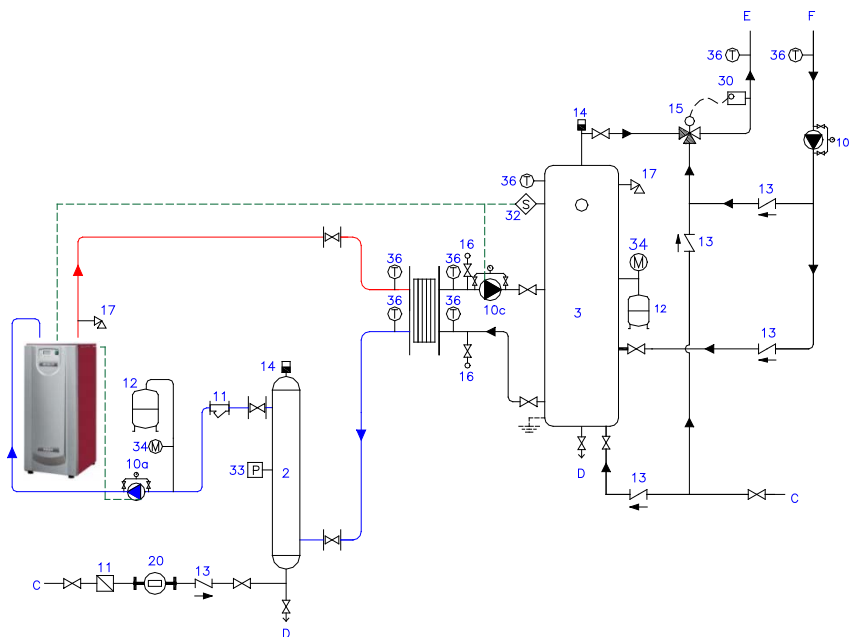 E F
36 T 36 T
30
14 15
10
36 T 17
13
S
32
16 34 13
36 T 36 T M
17 10c
36 T 36 T 3 12
13
14 16
12 11
34 M
10a
33 P 2 D
13
C
20
11 13
C
D